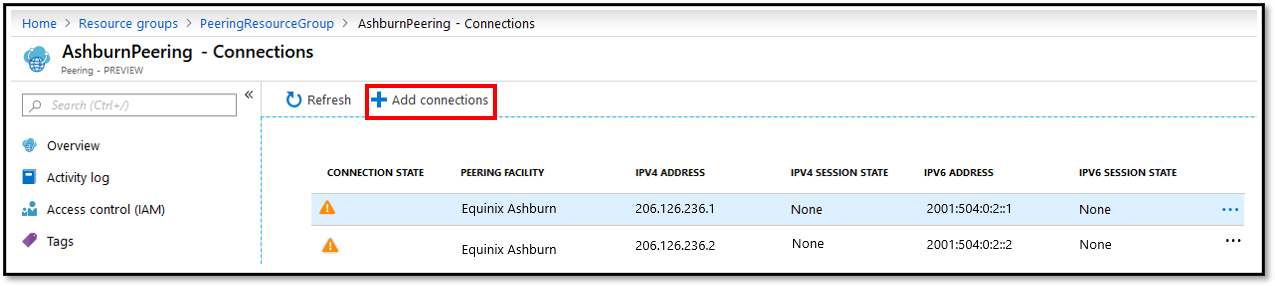 Home > Resource groups > PeeringResourceGroup > AshburnPeering - Connections
AshburnPeering - Connections
Peering - PREVIEW
Search (Ctrl+/)
«
Refresh
Add connections
Overview
Activity log
Access control (IAM)
Tags
CONNECTION STATE PEERING FACILITY IPV4 ADDRESS IPV4 SESSION STATE IPV6 ADDRESS IPV6 SESSION STATE
Equinix Ashburn 206.126.236.1 None 2001:504:0:2::1 None ...
Equinix Ashburn 206.126.236.2 None 2001:504:0:2::2 None ...